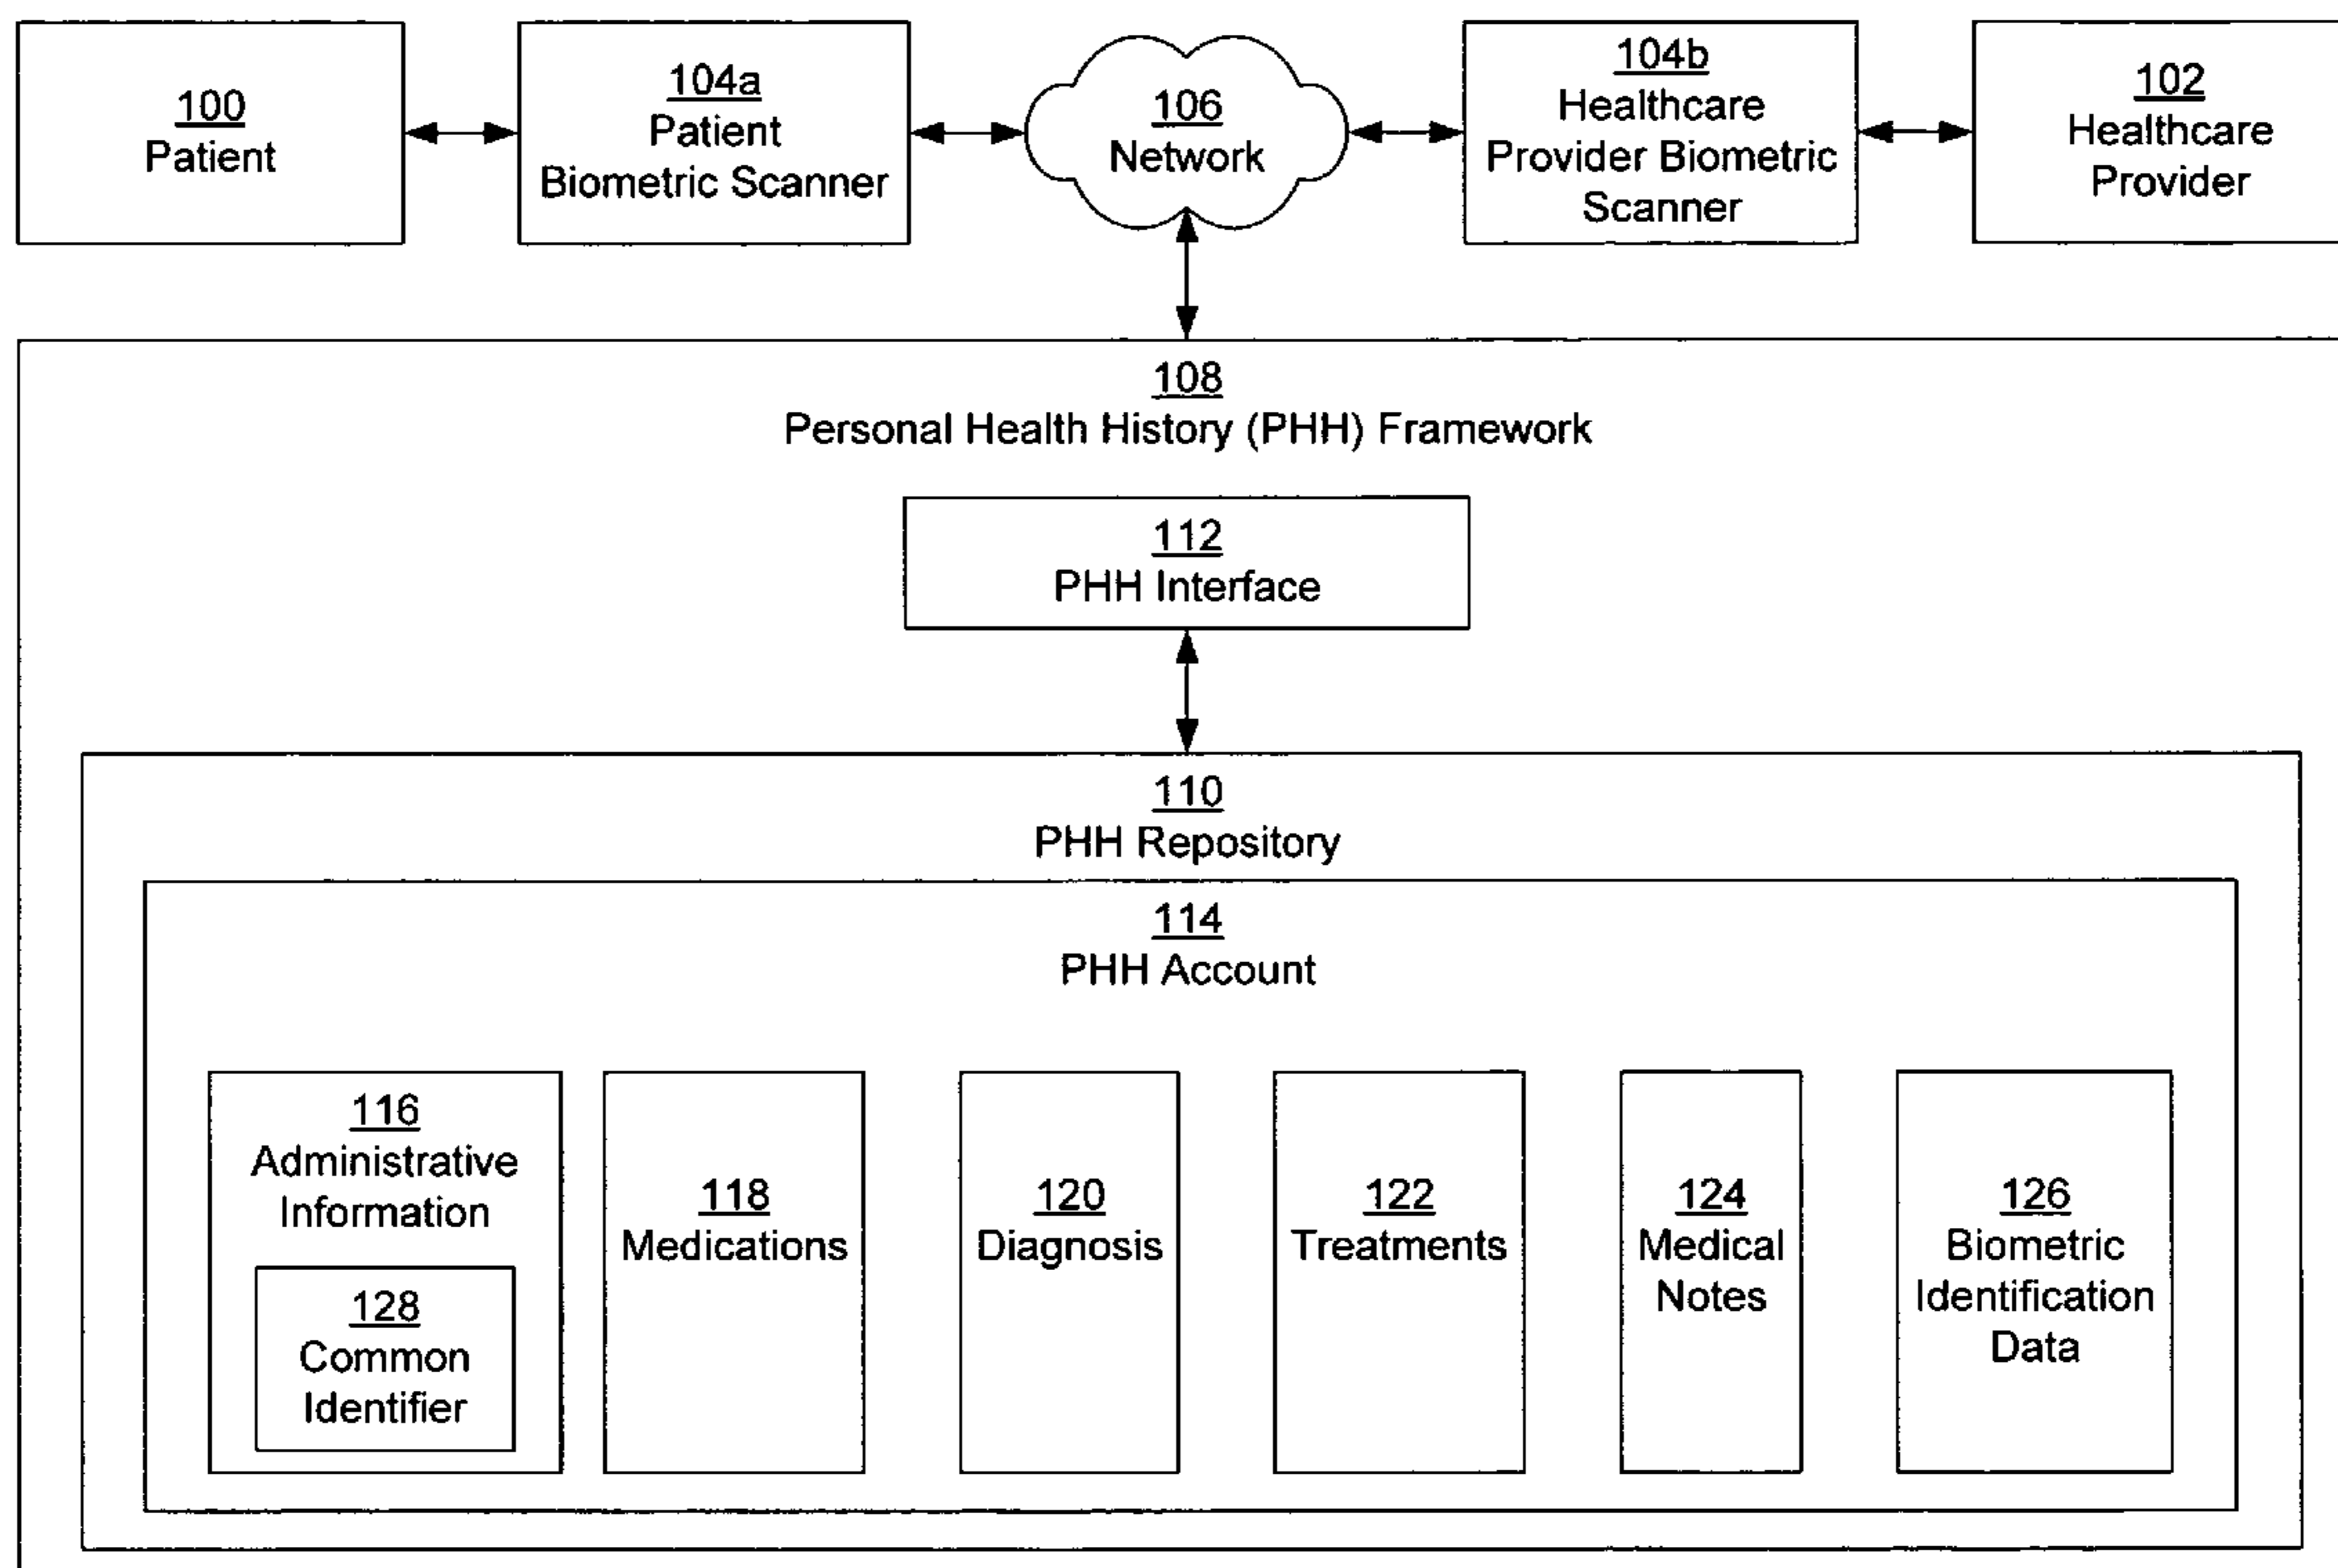 100
Patient
104a
Patient
Biometric Scanner
106
Network
104b
Healthcare
Provider Biometric
Scanner
102
Healthcare
Provider
108
Personal Health History (PHH) Framework
112
PHH Interface
110
PHH Repository
114
PHH Account
116
Administrative
Information
128
Common
Identifier
118
Medications
120
Diagnosis
122
Treatments
124
Medical
Notes
126
Biometric
Identification
Data